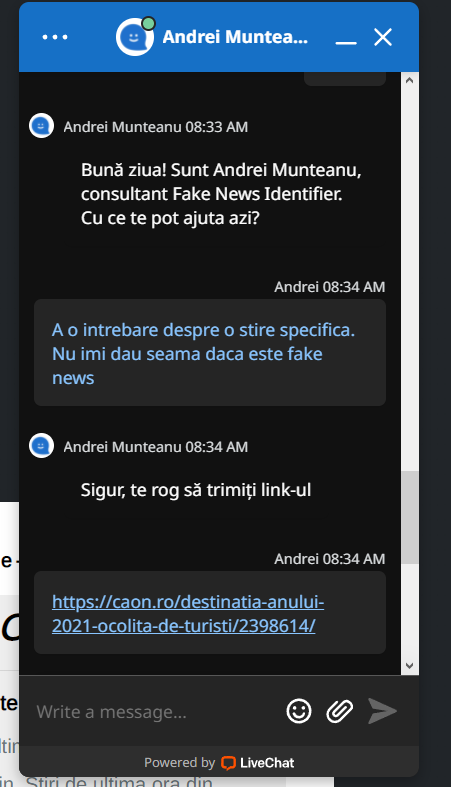 Andrei Muntea...
Andrei Munteanu 08:33 AM
Bună ziua! Sunt Andrei Munteanu,
consultant Fake News Identifier.
Cu ce te pot ajuta azi?
Andrei 08:34 AM
A o intrebare despre o stire specifica.
Nu imi dau seama daca este fake
news
Andrei Munteanu 08:34 AM
Sigur, te rog să trimiți link-ul
Andrei 08:34 AM
https://caon.ro/destinatia-anului-
2021-ocolita-de-turisti/2398614/
Write a message...
Powered by LiveChat
e -
te
in. Stiri de ultima ora din